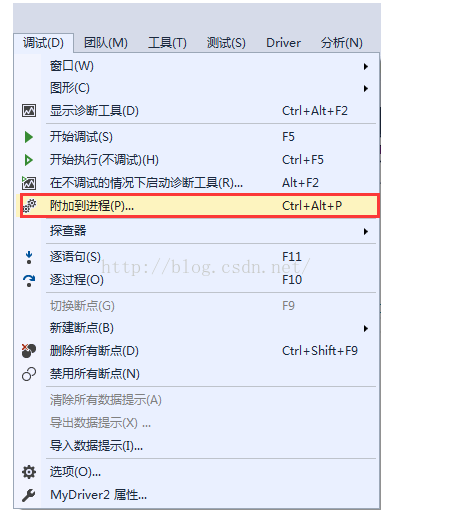 调试(D) 团队(M) 工具(T) 测试(S) Driver 分析(N)
窗口(W)
图形(C)
显示诊断工具(D) Ctrl+Alt+F2
开始调试(S) F5
开始执行(不调试)(H) Ctrl+F5
在不调试的情况下启动诊断工具(R)... Alt+F2
附加到进程(P)... Ctrl+Alt+P
探查器
逐语句(S) F11
http://blog.csdn.net/
逐过程(O) F10
切换断点(G) F9
新建断点(B)
删除所有断点(D) Ctrl+Shift+F9
禁用所有断点(N)
清除所有数据提示(A)
导出数据提示(X) ...
导入数据提示(I)...
选项(O)...
MyDriver2 属性...